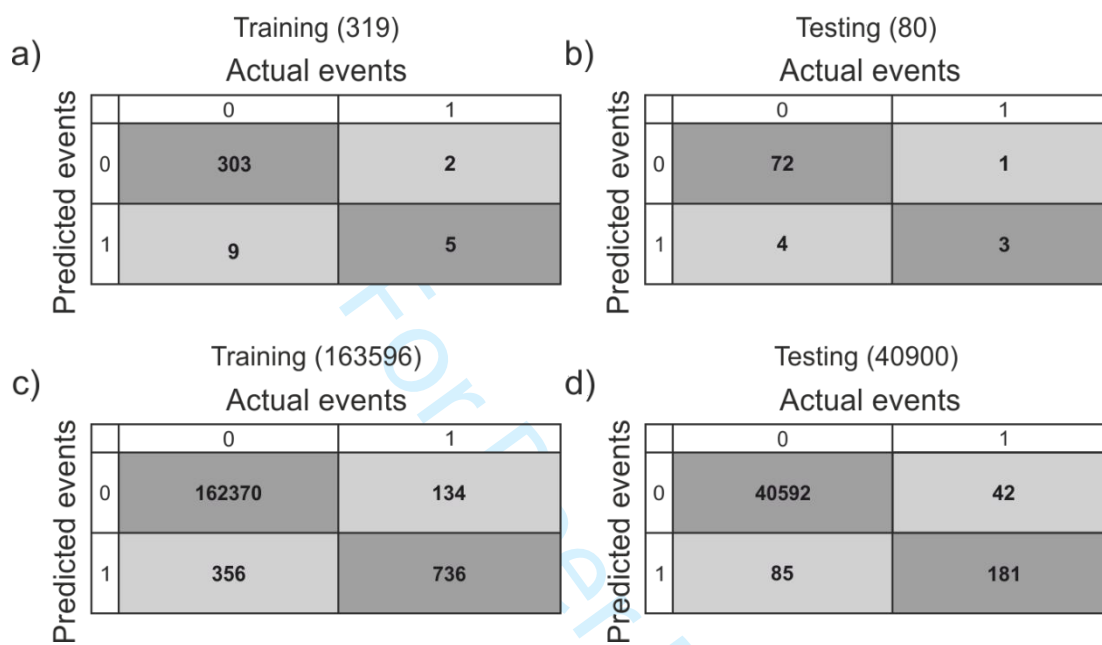 Training (319)
a)
Actual events
Predicted events
0 1
0 303 2
1 9 5
Testing (80)
b)
Actual events
Predicted events
0 1
0 72 1
1 4 3
Training (163596)
c)
Actual events
Predicted events
0 1
0 162370 134
1 356 736
Testing (40900)
d)
Actual events
Predicted events
0 1
0 40592 42
1 85 181
For